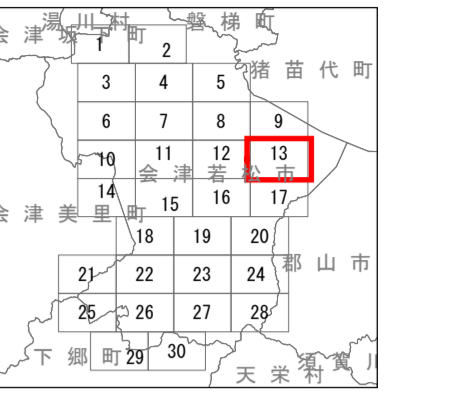 湯川村 磐梯町
会津坂下町
1 2
猪苗代町
3 4 5
6 7 8 9
10 11 12 13
会津若松市
14 15 16 17
会津美里町
18 19 20
郡山市
21 22 23 24
25 26 27 28
下郷町 29 30
須賀川
天栄村